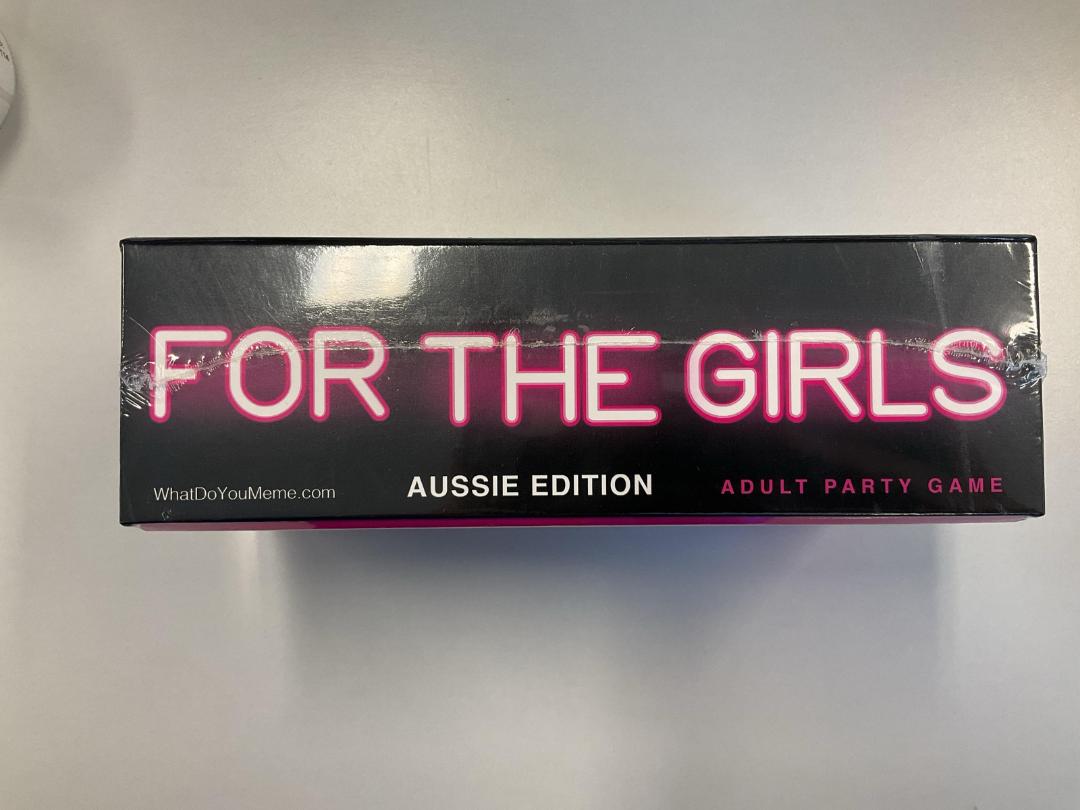 FOR THE GIRLS
WhatDoYouMeme.com AUSSIE EDITION ADULT PARTY GAME